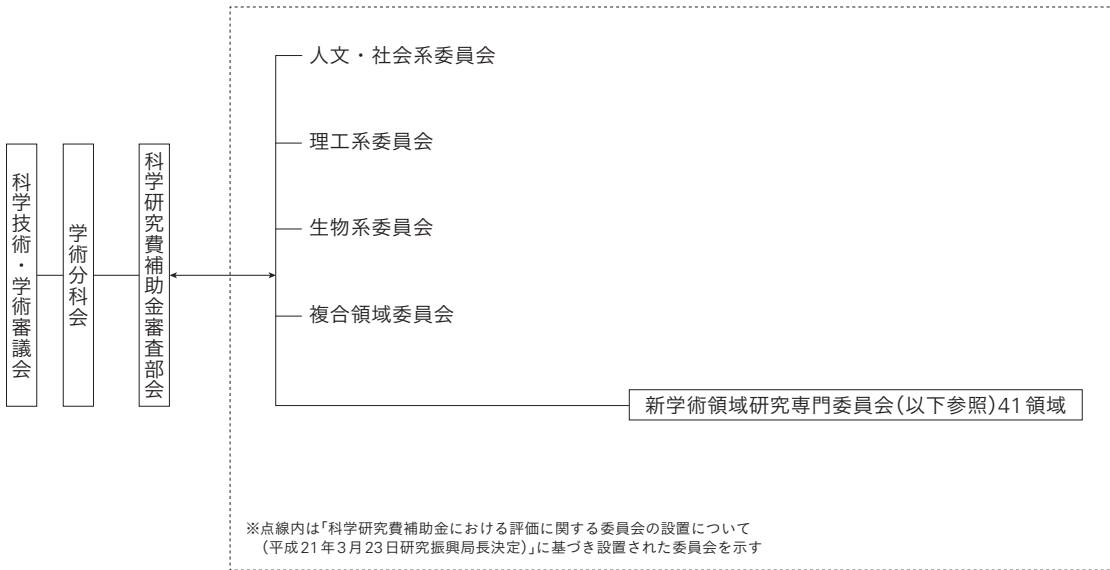 科学技術・学術審議会
学術分科会
科学研究費補助金審査部会
人文・社会系委員会
理工系委員会
生物系委員会
複合領域委員会
新学術領域研究専門委員会(以下参照)41領域
※点線内は「科学研究費補助金における評価に関する委員会の設置について
(平成21年3月23日研究振興局長決定)」に基づき設置された委員会を示す